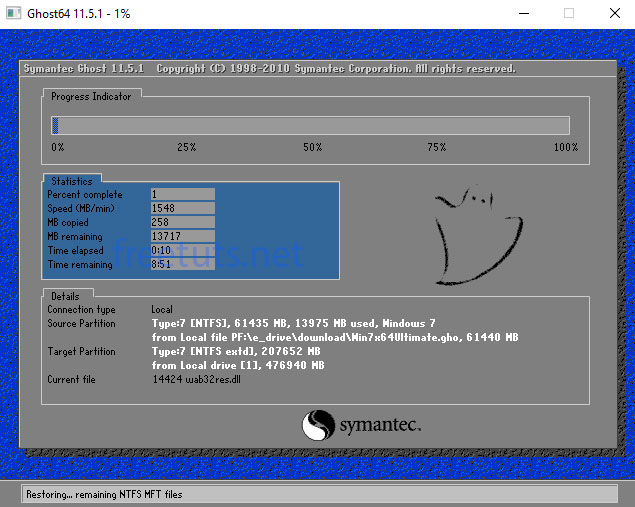 Ghost64 11.5.1 - 1%
Symantec Ghost 11.5.1 Copyright (C) 1998-2010 Symantec Corporation. All rights reserved.
Progress Indicator
0% 25% 50% 75% 100%
Statistics
Percent complete 1
Speed (MB/min) 1548
MB copied 258
MB remaining 13717
Time elapsed 0:10
Time remaining 8:51
freetuts.net
Details
Connection type Local
Source Partition Type:7 [NTFS], 61435 MB, 13975 MB used, Windows 7
from Local file PF:\e_drive\download\Win7x64Ultimate.gho, 61440 MB
Target Partition Type:7 [NTFS extd], 207652 MB
from Local drive [1], 476940 MB
Current file 14424 wab32res.dll
symantec.
Restoring... remaining NTFS MFT files